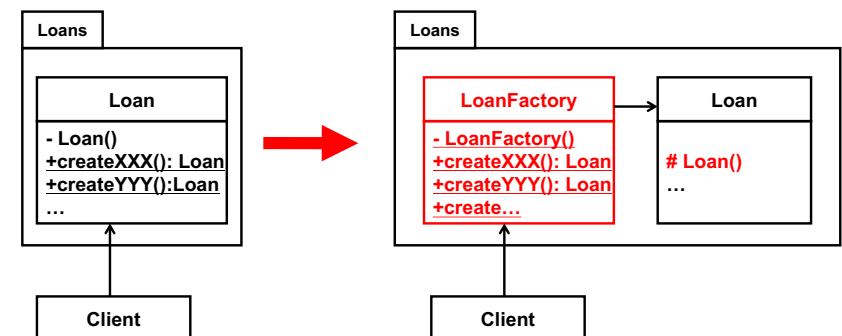 Loans
Loan
- Loan()
+createXXX(): Loan
+createYYY():Loan
…
Client
Loans
LoanFactory
- LoanFactory()
+createXXX(): Loan
+createYYY(): Loan
+create…
Loan
# Loan()
…
Client